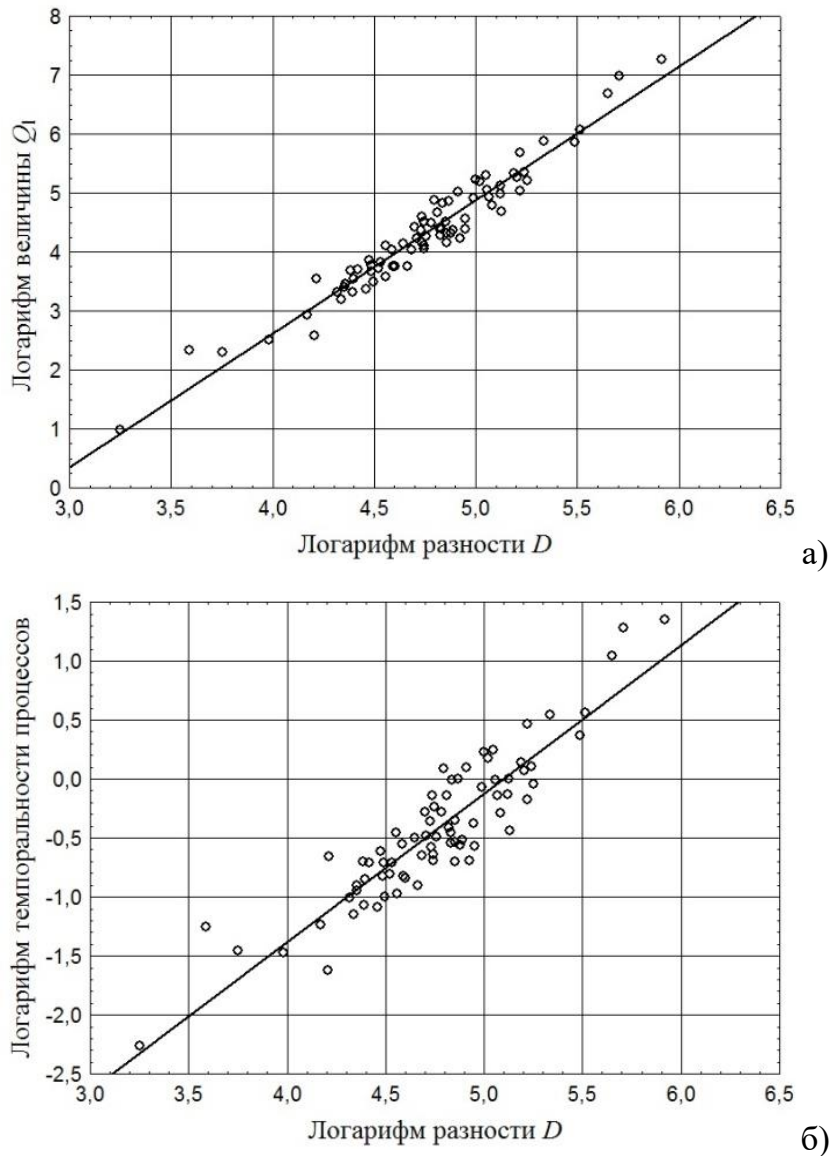 8
7
6
5
4
3
2
1
0
Логарифм величины Q1
3,0 3,5 4,0 4,5 5,0 5,5 6,0 6,5
Логарифм разности D
а)
1,5
1,0
0,5
0,0
-0,5
-1,0
-1,5
-2,0
-2,5
Логарифм темпоральности процессов
3,0 3,5 4,0 4,5 5,0 5,5 6,0 6,5
Логарифм разности D
б)